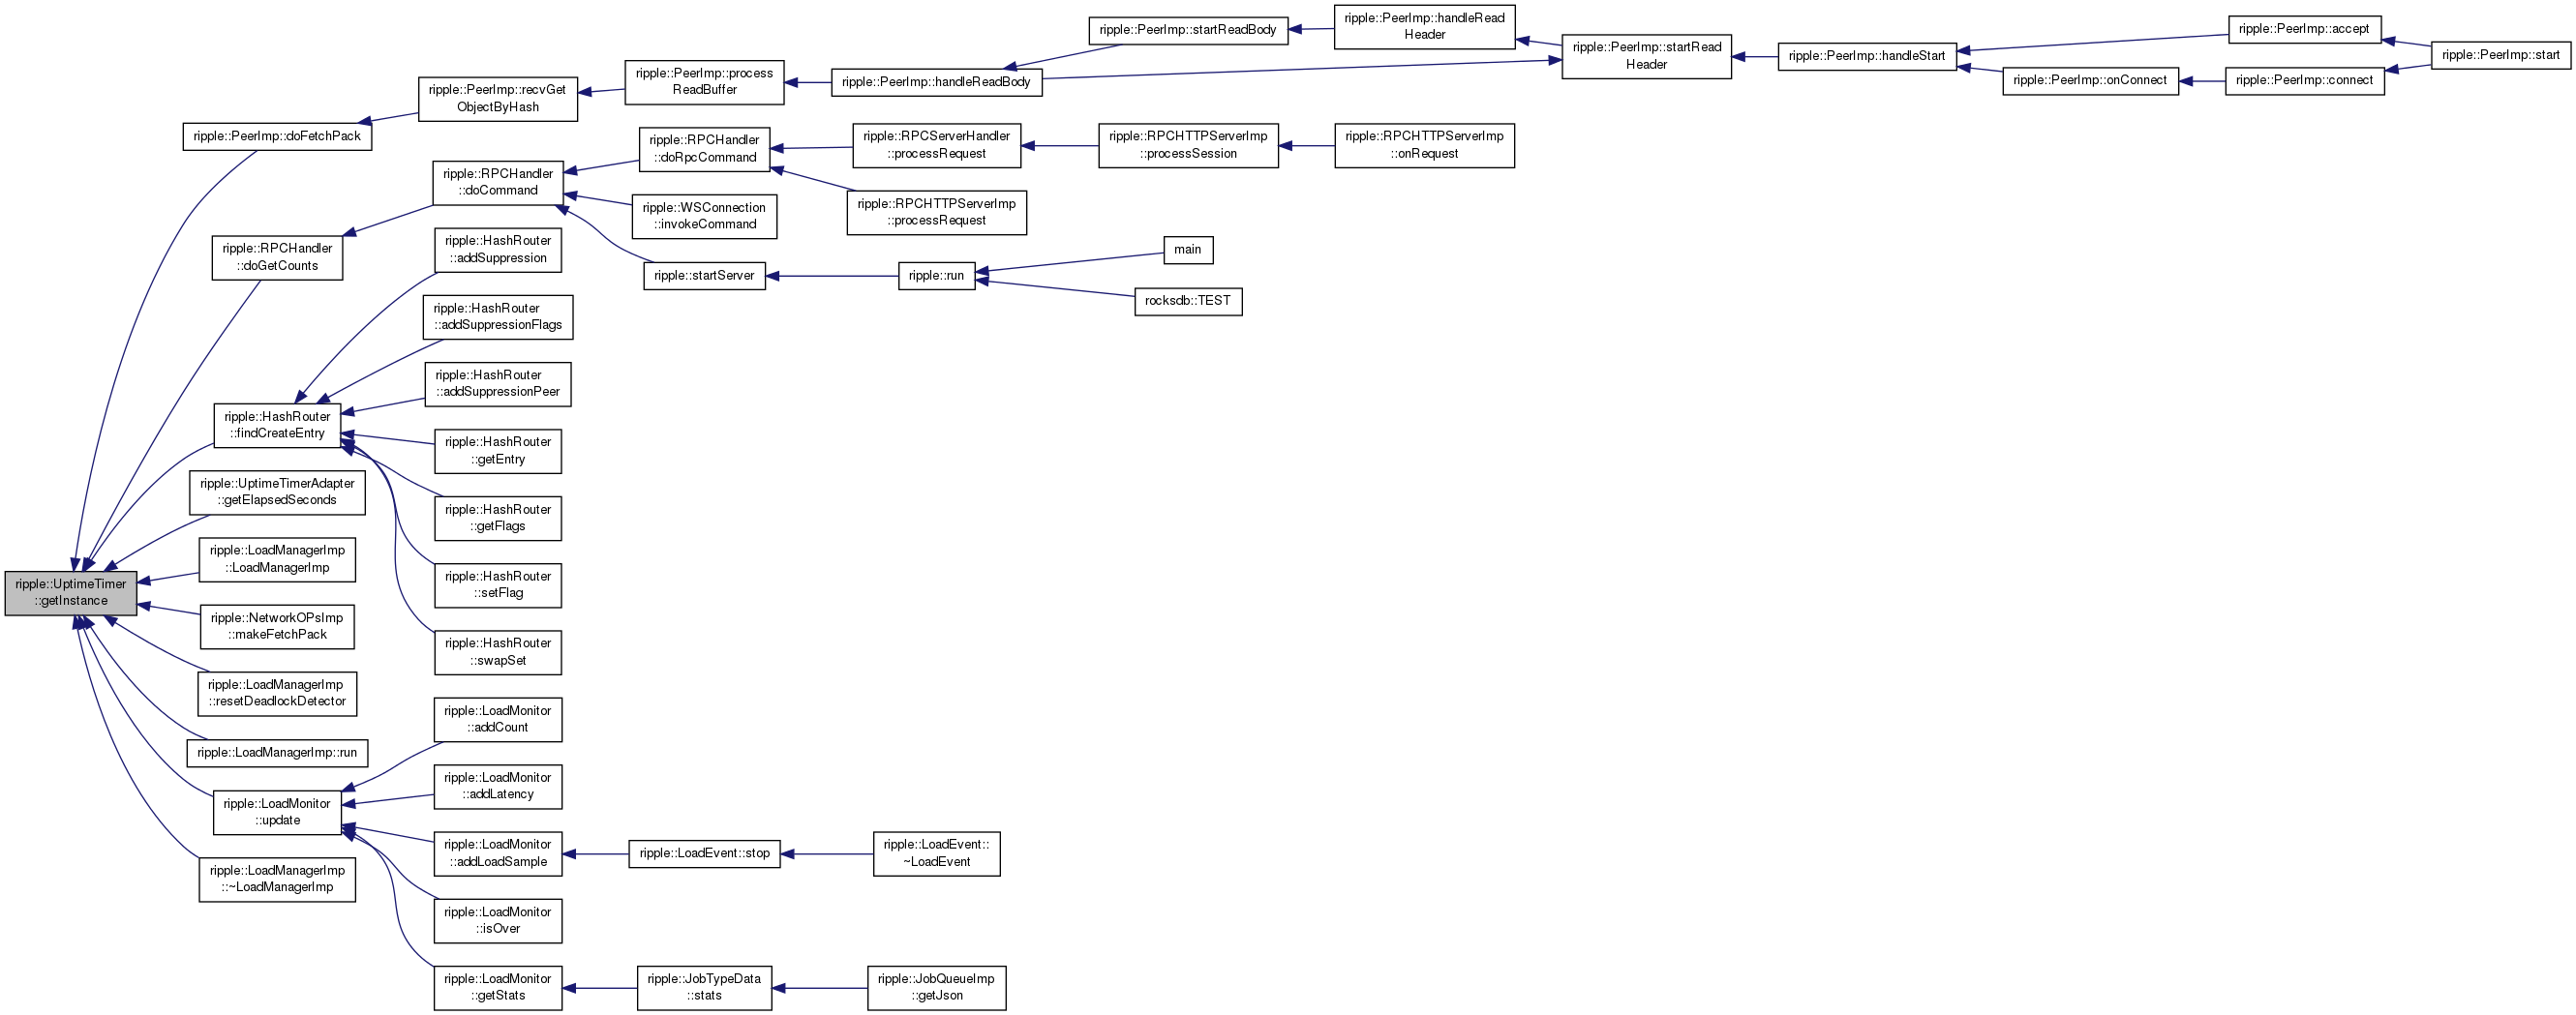 ripple::UptimeTimer
::getInstance
ripple::PeerImp::doFetchPack
ripple::PeerImp::recvGet
ObjectByHash
ripple::PeerImp::process
ReadBuffer
ripple::PeerImp::handleReadBody
ripple::PeerImp::startReadBody
ripple::PeerImp::handleRead
Header
ripple::PeerImp::startRead
Header
ripple::PeerImp::handleStart
ripple::PeerImp::accept
ripple::PeerImp::onConnect
ripple::PeerImp::connect
ripple::PeerImp::start
ripple::RPCHandler
::doGetCounts
ripple::RPCHandler
::doCommand
ripple::RPCHandler
::doRpcCommand
ripple::RPCServerHandler
::processRequest
ripple::RPCHTTPServerImp
::processSession
ripple::RPCHTTPServerImp
::onRequest
ripple::RPCHTTPServerImp
::processRequest
ripple::WSConnection
::invokeCommand
ripple::startServer
ripple::run
main
rocksdb::TEST
ripple::HashRouter
::findCreateEntry
ripple::HashRouter
::addSuppression
ripple::HashRouter
::addSuppressionFlags
ripple::HashRouter
::addSuppressionPeer
ripple::HashRouter
::getEntry
ripple::HashRouter
::getFlags
ripple::HashRouter
::setFlag
ripple::HashRouter
::swapSet
ripple::UptimeTimerAdapter
::getElapsedSeconds
ripple::LoadManagerImp
::LoadManagerImp
ripple::NetworkOPsImp
::makeFetchPack
ripple::LoadManagerImp
::resetDeadlockDetector
ripple::LoadManagerImp::run
ripple::LoadMonitor
::update
ripple::LoadMonitor
::addCount
ripple::LoadMonitor
::addLatency
ripple::LoadMonitor
::addLoadSample
ripple::LoadEvent::stop
ripple::LoadEvent::
~LoadEvent
ripple::LoadMonitor
::isOver
ripple::LoadMonitor
::getStats
ripple::JobTypeData
::stats
ripple::JobQueueImp
::getJson
ripple::LoadManagerImp
::~LoadManagerImp